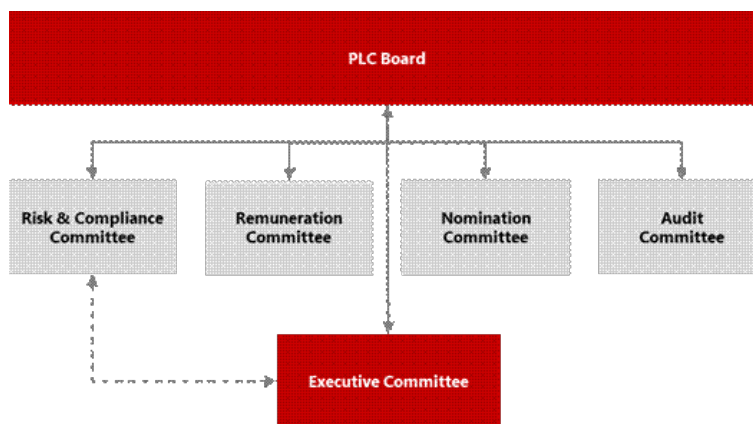 PLC Board
Risk & Compliance
Committee
Remuneration
Committee
Nomination
Committee
Audit
Committee
Executive Committee